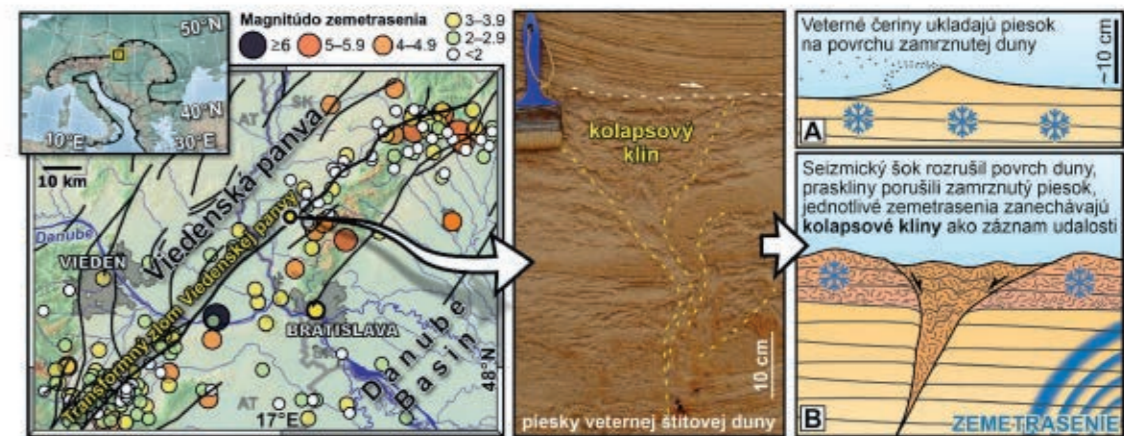 50°N
40°N
10°E
30°E
Magnitúdo zemetrasenia
≥6
5–5.9
4–4.9
3–3.9
2–2.9
<2
10 km
SK
AT
Viedenská panva
Danube
VIEDEN
Transformný zlom Viedenskej panvy
BRATISLAVA
Danube
Basin
AT
17°E
48°N
kolapsový
klin
10 cm
piesky veternej štítovej duny
Veterné čeriny ukladajú piesok
na povrchu zamrznutej duny
~10 cm
A
Seizmický šok rozrušil povrch duny,
praskliny porušili zamrznutý piesok,
jednotlivé zemetrasenia zanechávajú
kolapsové kliny ako záznam udalosti
B
ZEMETRASENIE